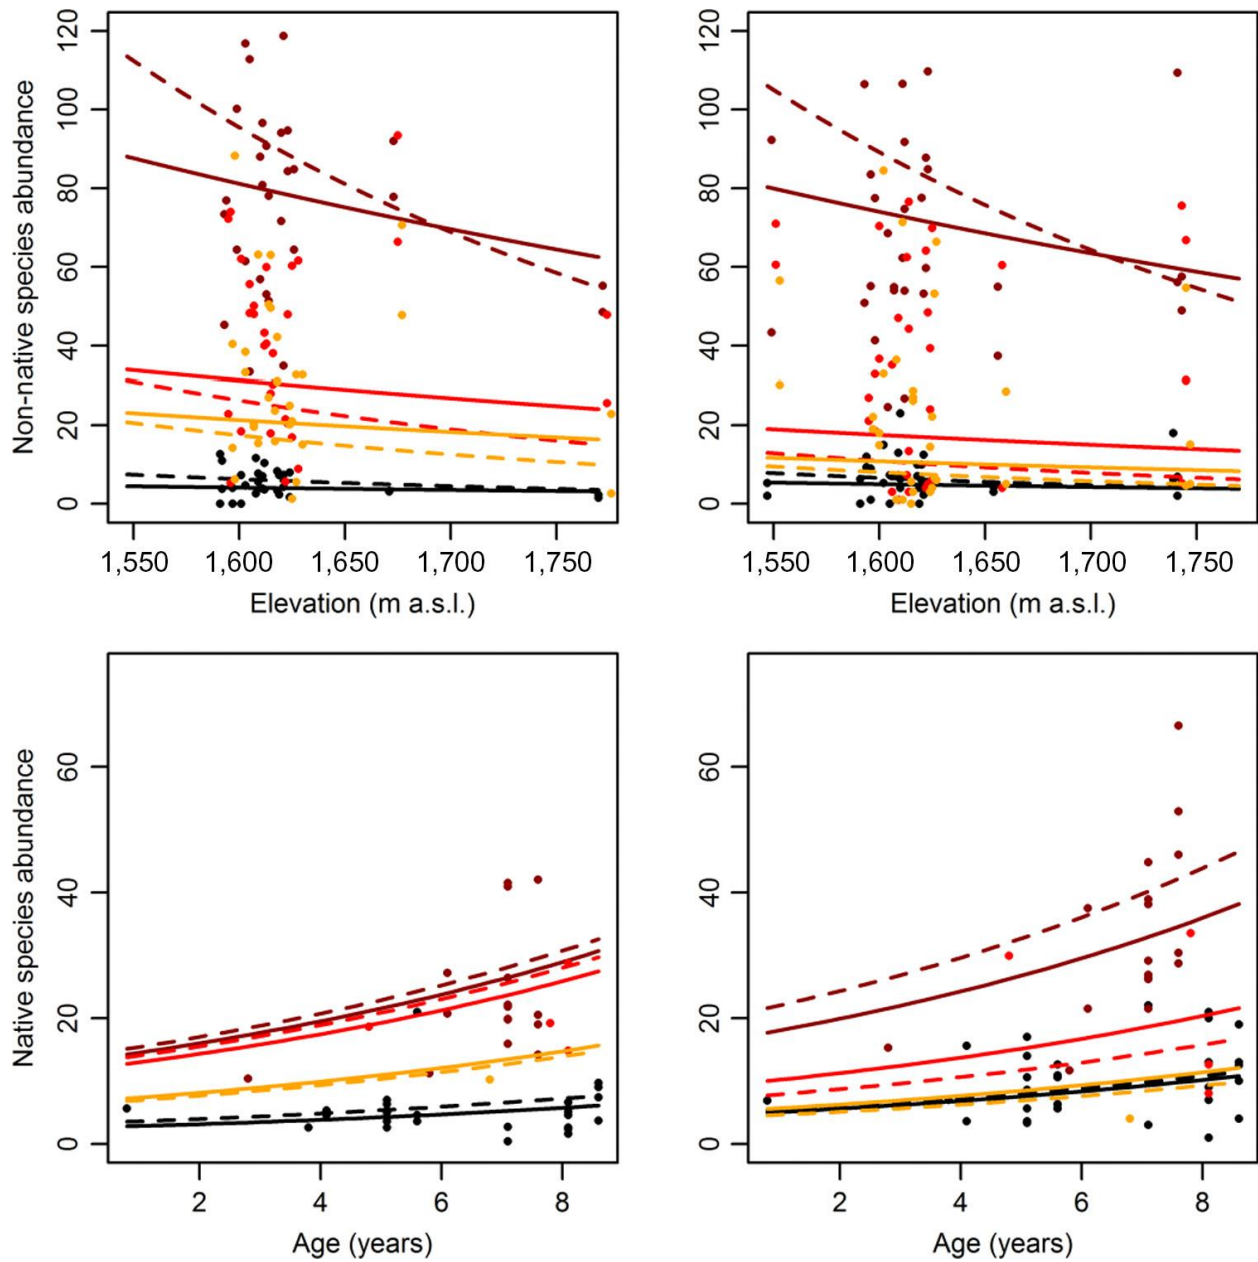 120
100
80
60
40
20
0
Non-native species abundance
1,550 1,600 1,650 1,700 1,750
Elevation (m a.s.l.)
120
100
80
60
40
20
0
1,550 1,600 1,650 1,700 1,750
Elevation (m a.s.l.)
60
40
20
0
Native species abundance
2 4 6 8
Age (years)
60
40
20
0
2 4 6 8
Age (years)